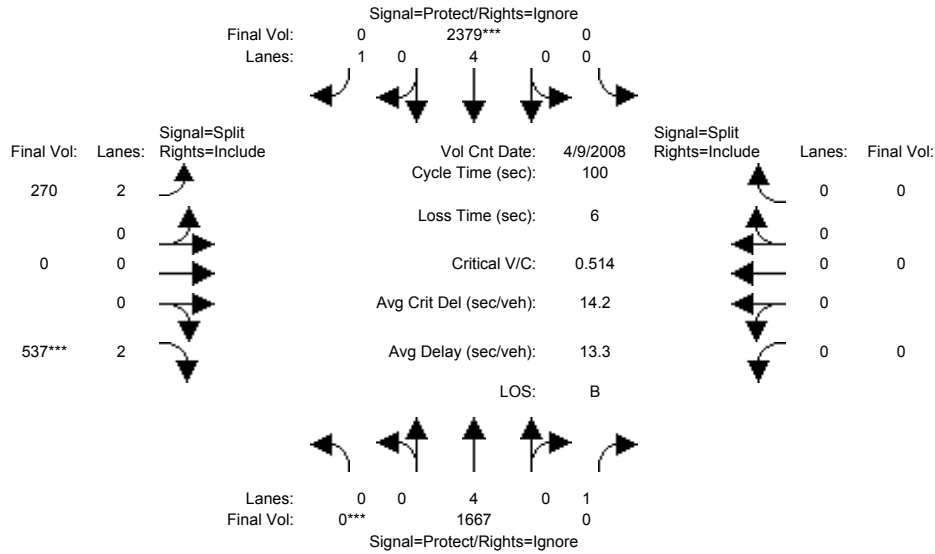 Signal=Protect/Rights=Ignore
Final Vol: 0 2379*** 0
Lanes: 1 0 4 0 0
Signal=Split Signal=Split
Final Vol: Lanes: Rights=Include Vol Cnt Date: 4/9/2008 Rights=Include Lanes: Final Vol:
Cycle Time (sec): 100
270 2 0 0
Loss Time (sec): 6
0 0
0 0 Critical V/C: 0.514 0 0
0 Avg Crit Del (sec/veh): 14.2 0
537*** 2 Avg Delay (sec/veh): 13.3 0 0
LOS: B
Lanes: 0 0 4 0 1
Final Vol: 0*** 1667 0
Signal=Protect/Rights=Ignore